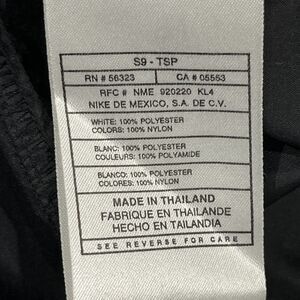 S9 - TSP
RN # 56323 CA # 05553
RFC # NME 920220 KL4
NIKE DE MEXICO, S.A. DE C.V.
WHITE: 100% POLYESTER
COLORS: 100% NYLON
BLANC: 100% POLYESTER
COULEURS: 100% POLYAMIDE
BLANCO: 100% POLYESTER
COLORES: 100% NYLON
MADE IN THAILAND
FABRIQUE EN THAILANDE
HECHO EN TAILANDIA
SEE REVERSE FOR CARE